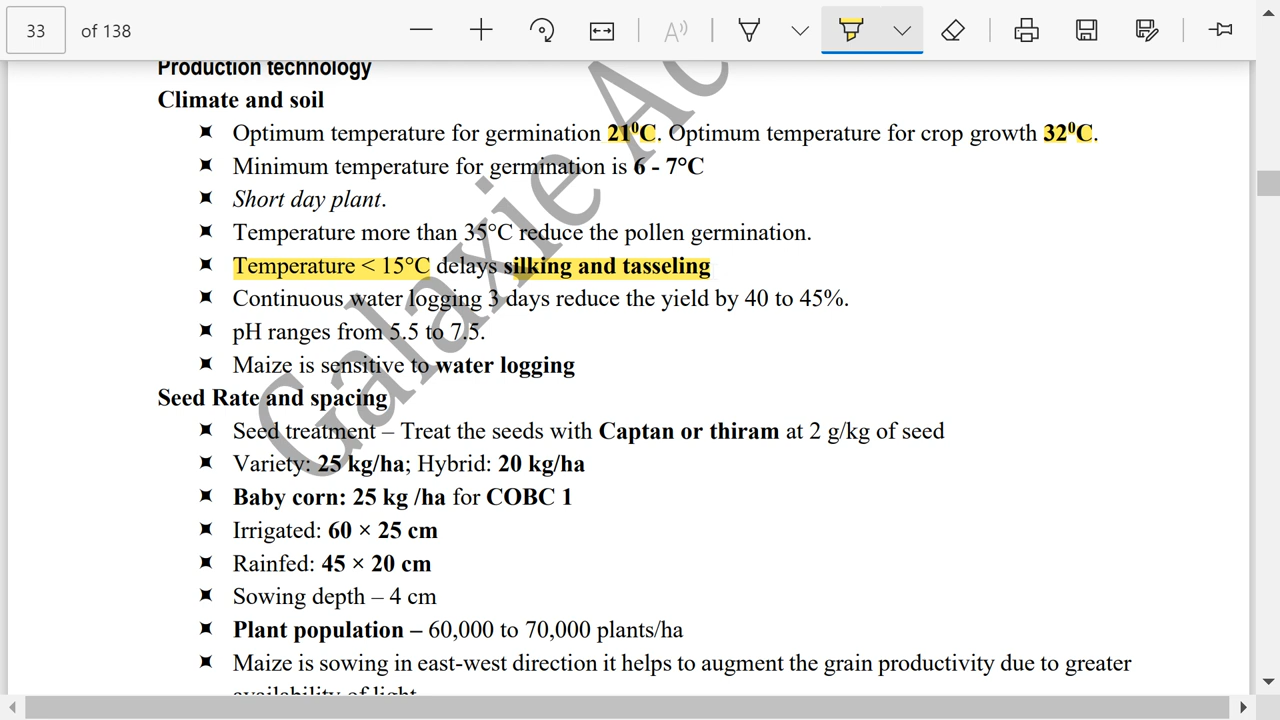 33 of 138
Production technology
Climate and soil
Optimum temperature for germination 21⁰C. Optimum temperature for crop growth 32⁰C.
Minimum temperature for germination is 6 - 7°C
Short day plant.
Temperature more than 35°C reduce the pollen germination.
Temperature < 15°C delays silking and tasseling
Continuous water logging 3 days reduce the yield by 40 to 45%.
pH ranges from 5.5 to 7.5.
Maize is sensitive to water logging
Seed Rate and spacing
Seed treatment – Treat the seeds with Captan or thiram at 2 g/kg of seed
Variety: 25 kg/ha; Hybrid: 20 kg/ha
Baby corn: 25 kg /ha for COBC 1
Irrigated: 60 × 25 cm
Rainfed: 45 × 20 cm
Sowing depth – 4 cm
Plant population – 60,000 to 70,000 plants/ha
Maize is sowing in east-west direction it helps to augment the grain productivity due to greater
availability of light
Galaxie Ac